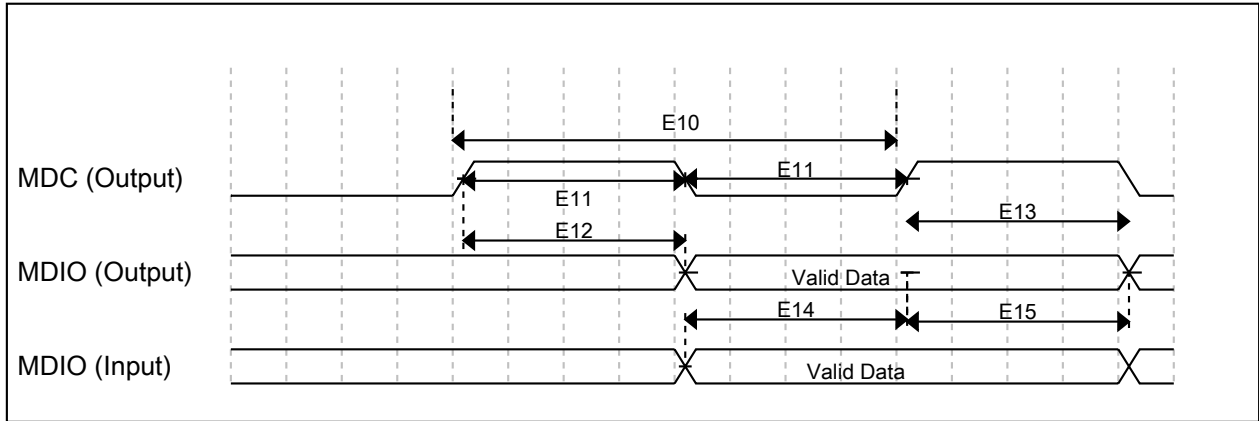 E10
MDC (Output)
E11
E11
E13
E12
MDIO (Output)
Valid Data
E14
E15
MDIO (Input)
Valid Data